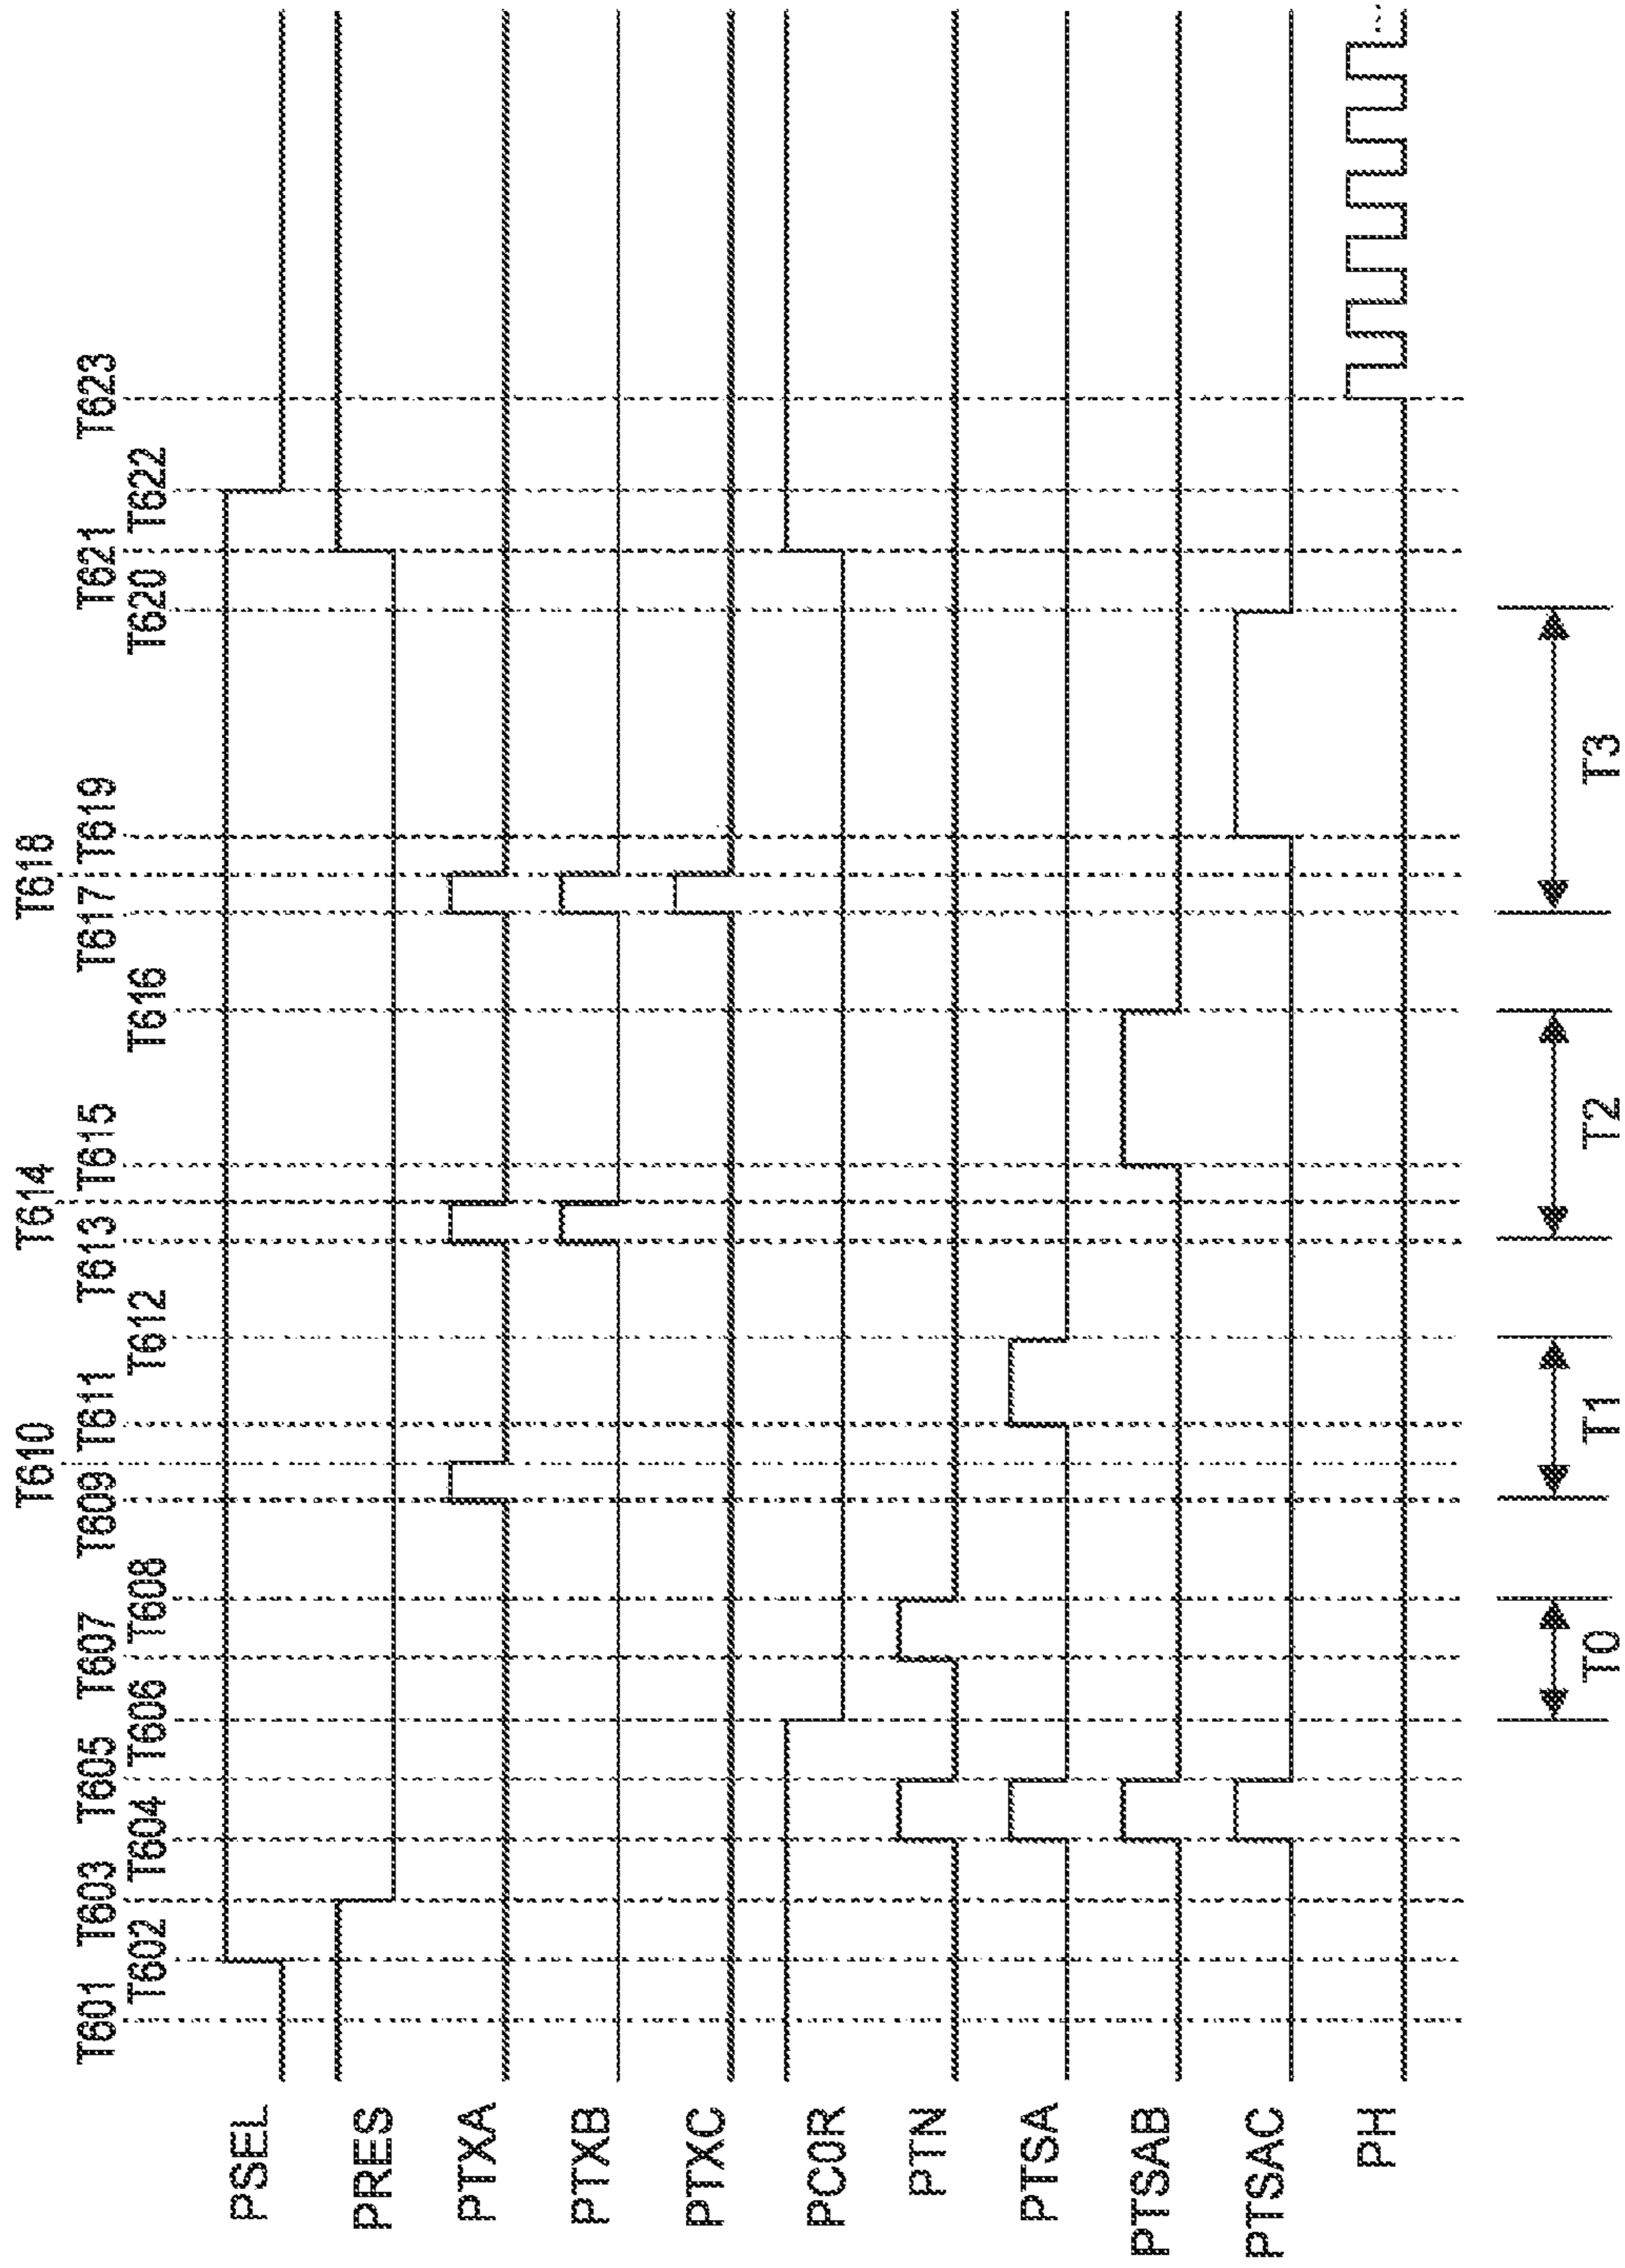 T610 T614 T618
T601 T603 T605 T607 T609 T611 T613 T615 T617 T619 T621 T623
T602 T604 T606 T608 T612 T616 T620 T622
PSEL
PRES
PTXA
PTXB
PTXC
PC0R
PTN
PTSA
PTSAB
PTSAC
PH
T0 T1 T2 T3